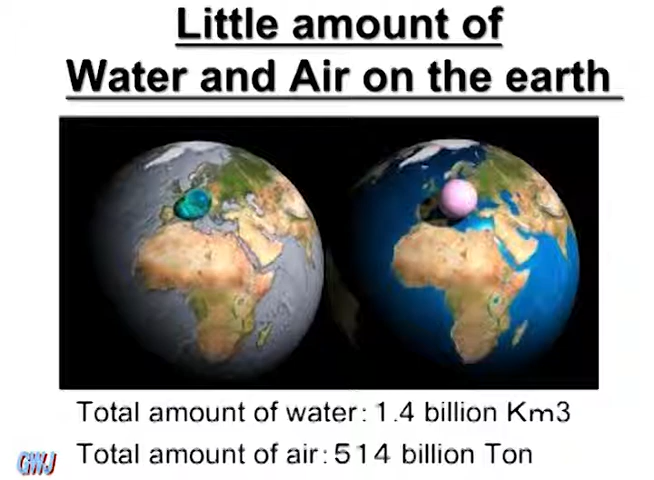 Little amount of
Water and Air on the earth
Total amount of water: 1.4 billion Km3
Total amount of air: 514 billion Ton
GWJ